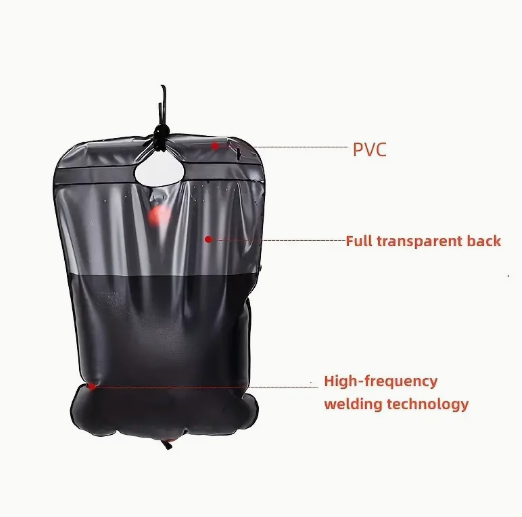 PVC
Full transparent back
High-frequency
welding technology